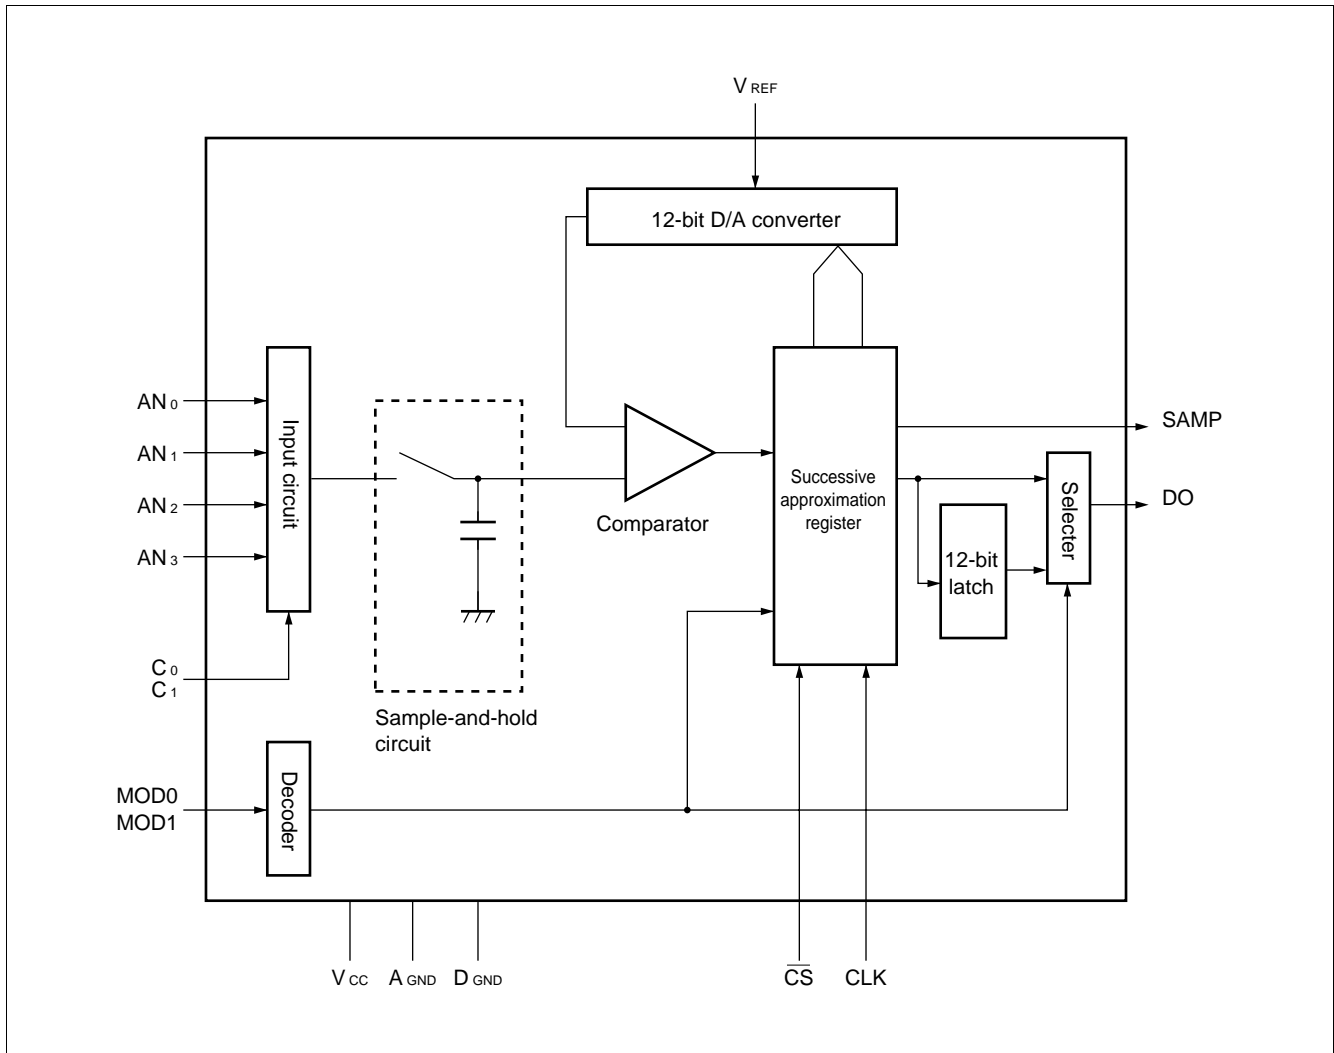 V REF
12-bit D/A converter
AN 0
AN 1
AN 2
AN 3
Input circuit
C 0
C 1
Sample-and-hold
circuit
Comparator
Successive
approximation
register
SAMP
Selecter
DO
12-bit
latch
MOD0
MOD1
Decoder
V CC
A GND
D GND
CS
CLK